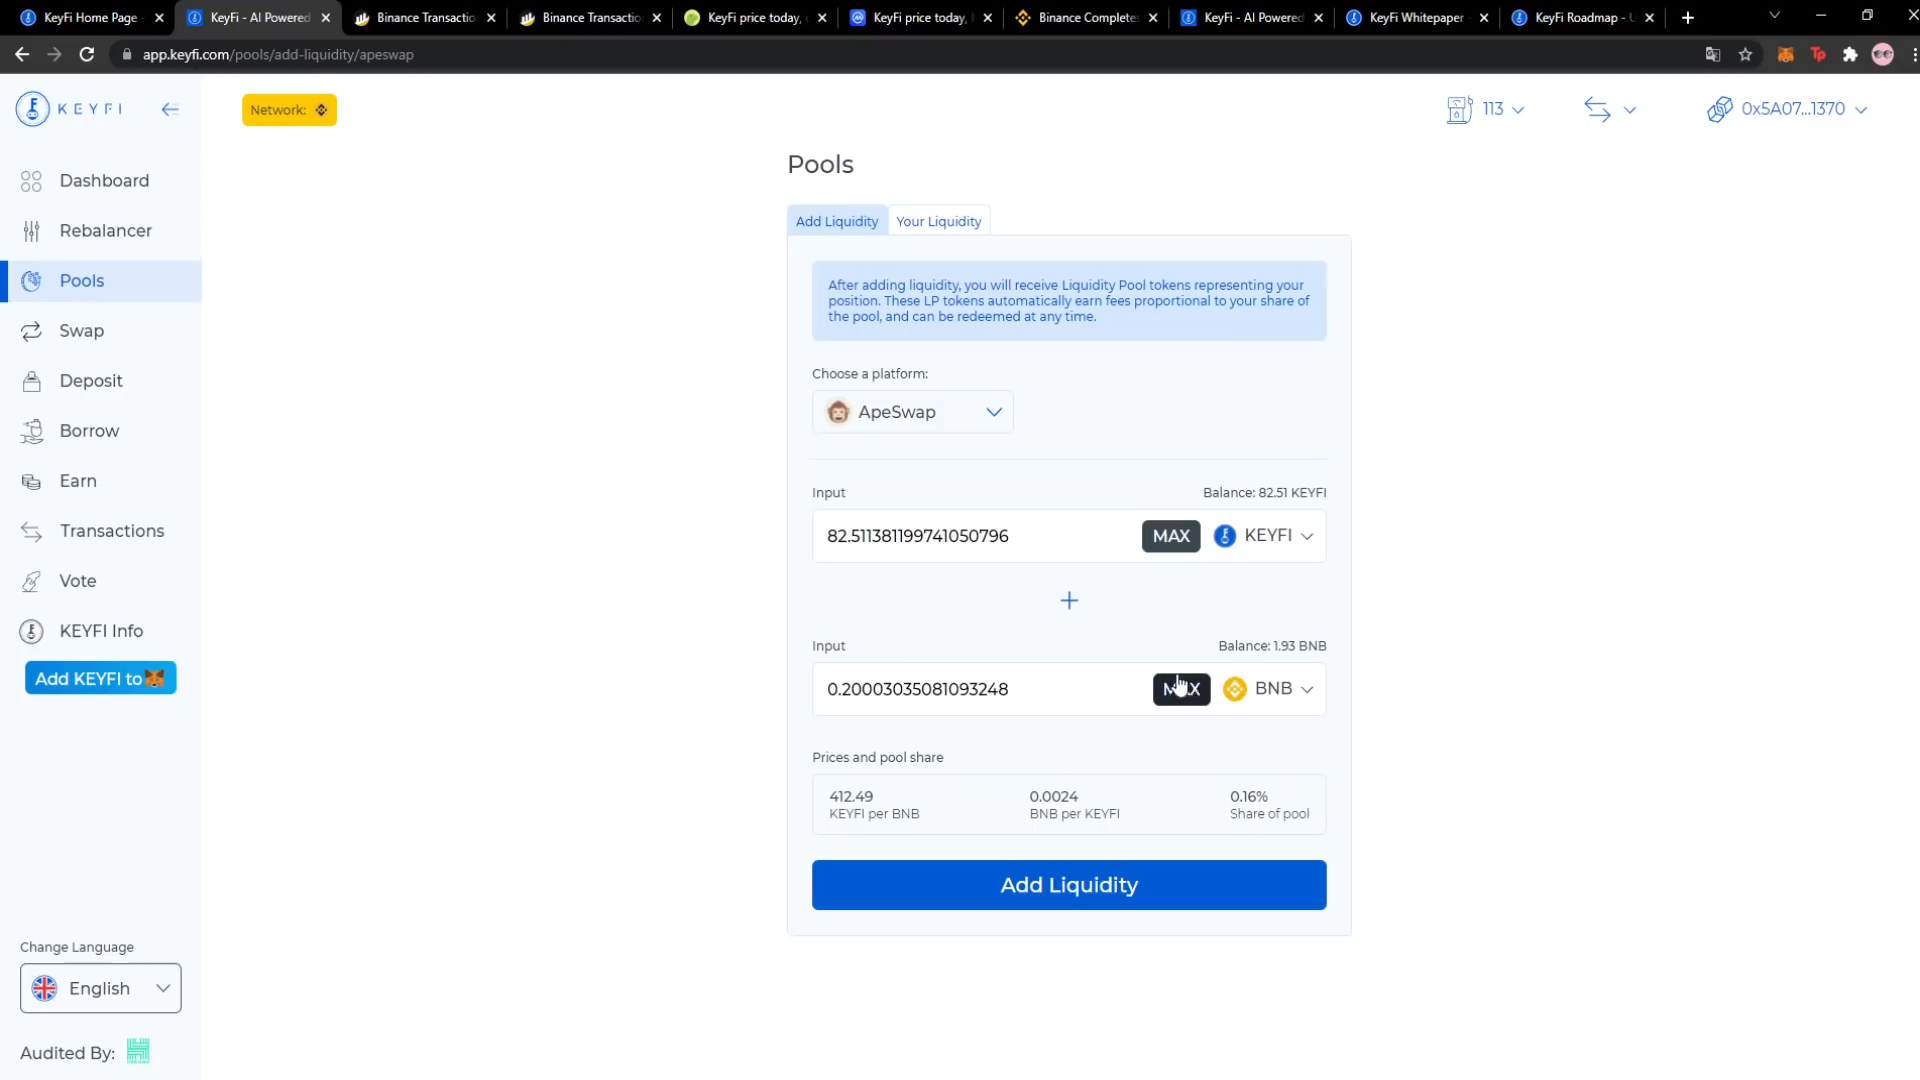 KeyFi Home Page
KeyFi - AI Powered
Binance Transactio
Binance Transactio
KeyFi price today,
KeyFi price today,
Binance Complete
KeyFi - AI Powered
KeyFi Whitepaper
KeyFi Roadmap - U
app.keyfi.com/pools/add-liquidity/apeswap
KEYFI
Network:
113
0x5A07...1370
Pools
Dashboard
Rebalancer
Pools
Swap
Deposit
Borrow
Earn
Transactions
Vote
KEYFI Info
Add KEYFI to
Change Language
English
Audited By:
Add Liquidity
Your Liquidity
After adding liquidity, you will receive Liquidity Pool tokens representing your
position. These LP tokens automatically earn fees proportional to your share of
the pool, and can be redeemed at any time.
Choose a platform:
ApeSwap
Input
Balance: 82.51 KEYFI
82.511381199741050796
MAX
KEYFI
+
Input
Balance: 1.93 BNB
0.20003035081093248
MAX
BNB
Prices and pool share
412.49
0.0024
0.16%
KEYFI per BNB
BNB per KEYFI
Share of pool
Add Liquidity